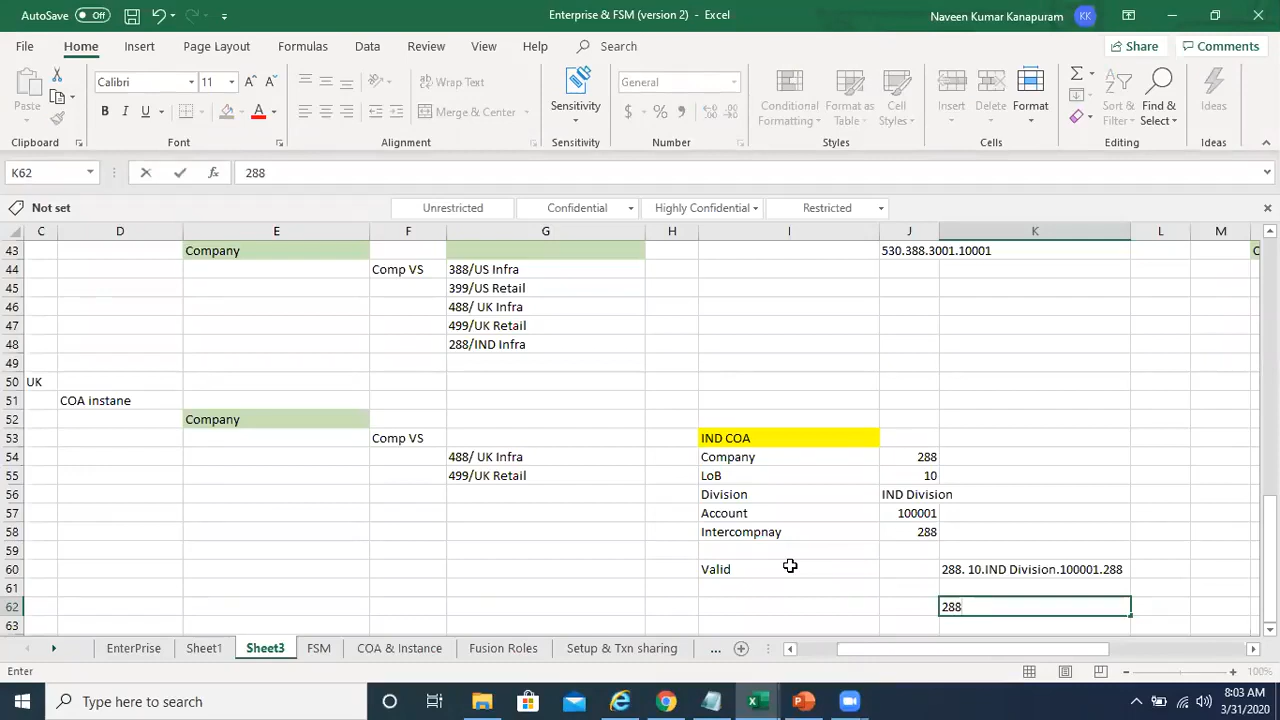 AutoSave Off
Enterprise & FSM (version 2) - Excel
Naveen Kumar Kanapuram KK
File Home Insert Page Layout Formulas Data Review View Help Search Share Comments
Paste
Clipboard
Calibri 11
B I U
Font
Wrap Text
Merge & Center
Alignment
Sensitivity
Sensitivity
General
$ %
Number
Conditional Formatting
Format as Table
Cell Styles
Styles
Insert Delete Format
Cells
Sort & Filter
Find & Select
Editing
Ideas
Ideas
K62 fx 288
Not set Unrestricted Confidential Highly Confidential Restricted
C D E F G H I J K L M
43 Company 530.388.3001.10001 C
44 Comp VS 388/US Infra
45 399/US Retail
46 488/ UK Infra
47 499/UK Retail
48 288/IND Infra
49
50 UK
51 COA instane
52 Company
53 Comp VS IND COA
54 488/ UK Infra Company 288
55 499/UK Retail LoB 10
56 Division IND Division
57 Account 100001
58 Intercompnay 288
59
60 Valid 288. 10.IND Division.100001.288
61
62 288
63
EnterPrise Sheet1 Sheet3 FSM COA & Instance Fusion Roles Setup & Txn sharing ...
Enter 100%
Type here to search
8:03 AM
3/31/2020